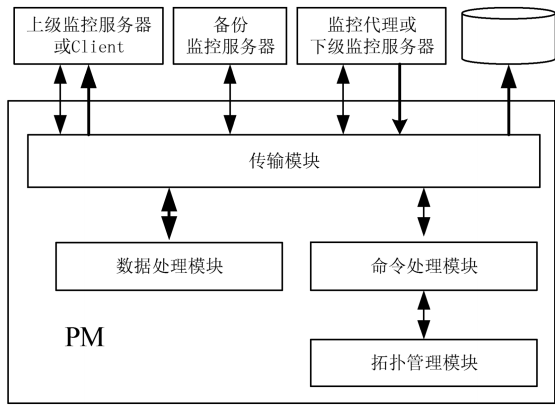 上级监控服务器
或Client
备份
监控服务器
监控代理或
下级监控服务器
传输模块
数据处理模块
命令处理模块
PM
拓扑管理模块